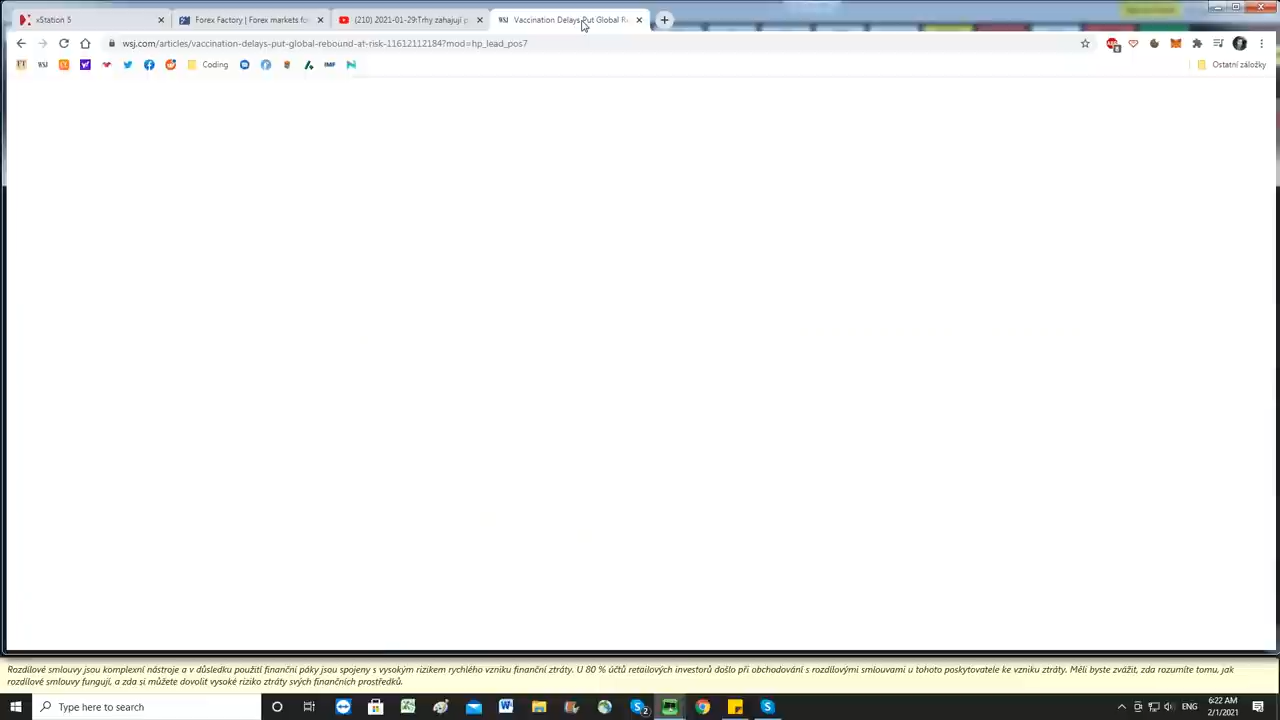 xStation 5
Forex Factory | Forex markets fo
(210) 2021-01-29:Trhy zahajují p
WSJ Vaccination Delays Put Global R
wsj.com/articles/vaccination-delays-put-global-rebound-at-risk
FT WSJ Coding IMF N Ostatní záložky
Rozdílové smlouvy jsou komplexní nástroje a v důsledku použití finanční páky jsou spojeny s vysokým rizikem rychlého vzniku finanční ztráty. U 80 % účtů retailových investorů došlo při obchodování s rozdílovými smlouvami u tohoto poskytovatele ke vzniku ztráty. Měli byste zvážit, zda rozumíte tomu, jak
rozdílové smlouvy fungují, a zda si můžete dovolit vysoké riziko ztráty svých finančních prostředků.
Type here to search
ENG
6:22 AM
2/1/2021